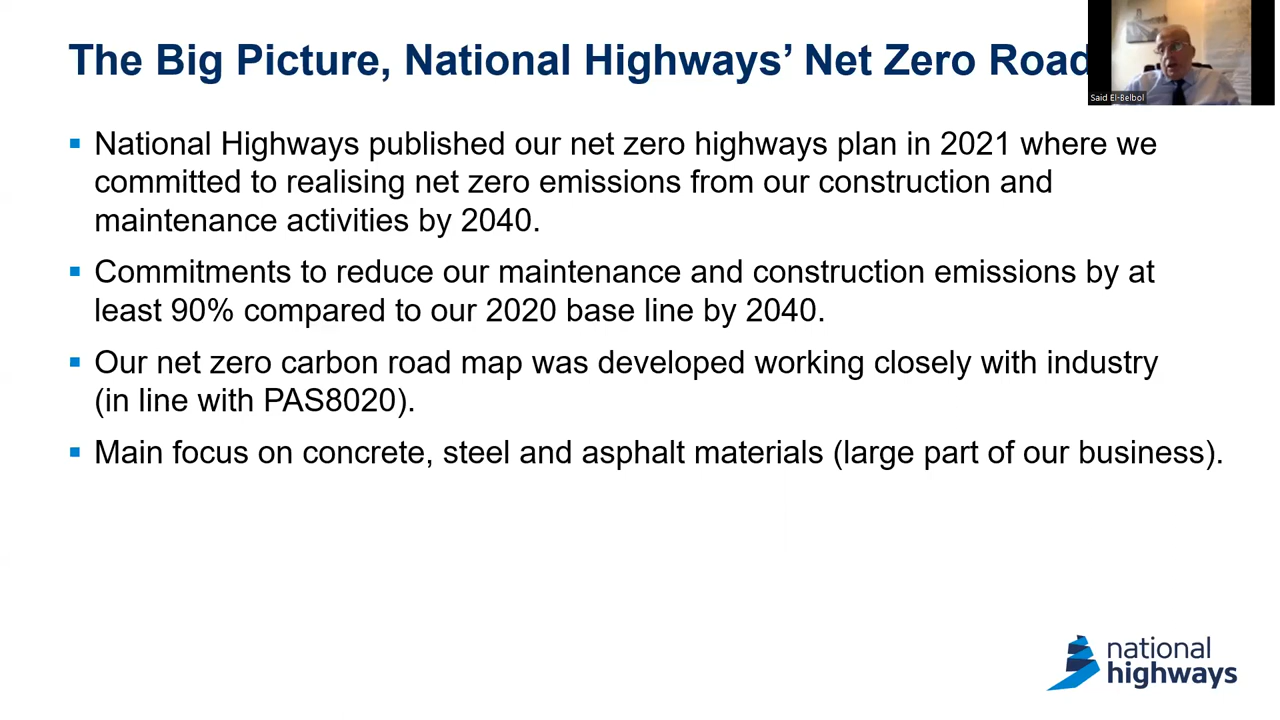 The Big Picture, National Highways’ Net Zero Road
Said El-Belbol
▪ National Highways published our net zero highways plan in 2021 where we
committed to realising net zero emissions from our construction and
maintenance activities by 2040.
▪ Commitments to reduce our maintenance and construction emissions by at
least 90% compared to our 2020 base line by 2040.
▪ Our net zero carbon road map was developed working closely with industry
(in line with PAS8020).
▪ Main focus on concrete, steel and asphalt materials (large part of our business).
national
highways